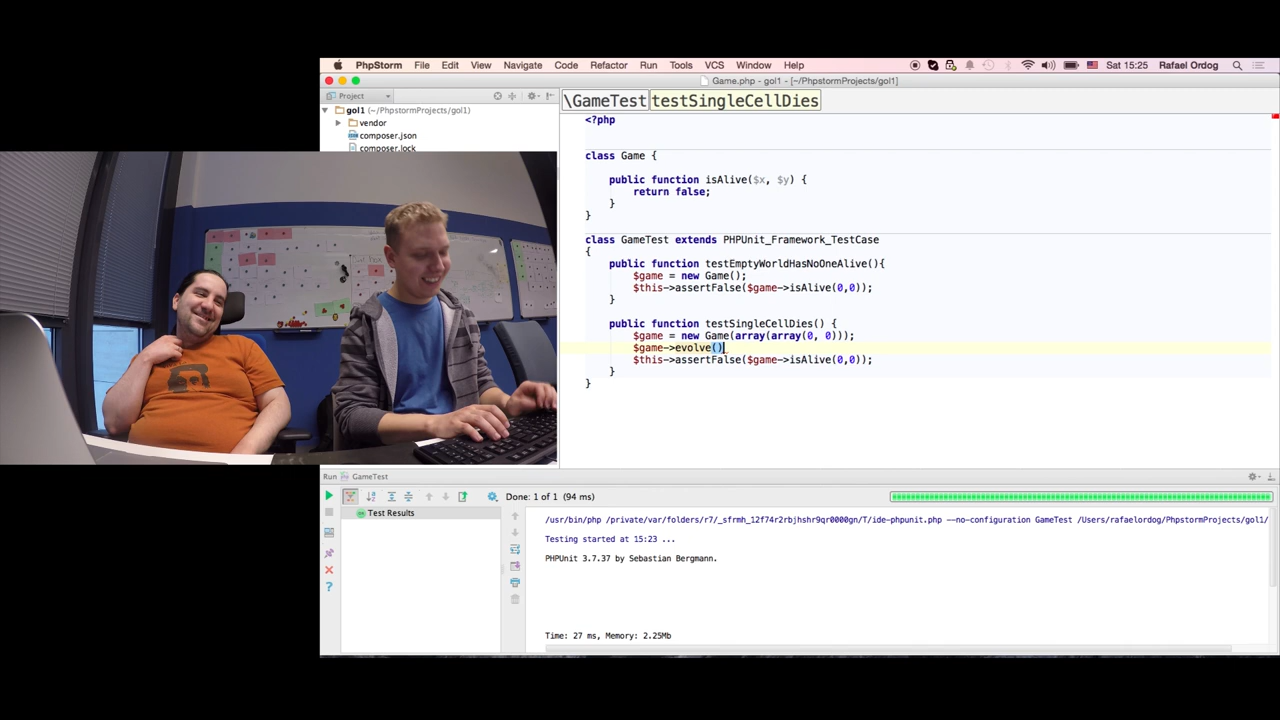 PhpStorm File Edit View Navigate Code Refactor Run Tools VCS Window Help Sat 15:25 Rafael Ordog
Game.php - gol1 - [~/PhpstormProjects/gol1]
Project
\GameTest testSingleCellDies
gol1 (~/PhpstormProjects/gol1)
vendor
composer.json
composer.lock
<?php
class Game {
public function isAlive($x, $y) {
return false;
}
}
class GameTest extends PHPUnit_Framework_TestCase
{
public function testEmptyWorldHasNoOneAlive(){
$game = new Game();
$this->assertFalse($game->isAlive(0,0));
}
public function testSingleCellDies() {
$game = new Game(array(array(0, 0)));
$game->evolve()
$this->assertFalse($game->isAlive(0,0));
}
}
Run GameTest
Done: 1 of 1 (94 ms)
Test Results
/usr/bin/php /private/var/folders/r7/_sfrmh_12f74r2rbjhshr9qr0000gn/T/ide-phpunit.php --no-configuration GameTest /Users/rafaelordog/PhpstormProjects/gol1/
Testing started at 15:23 ...
PHPUnit 3.7.37 by Sebastian Bergmann.
Time: 27 ms, Memory: 2.25Mb